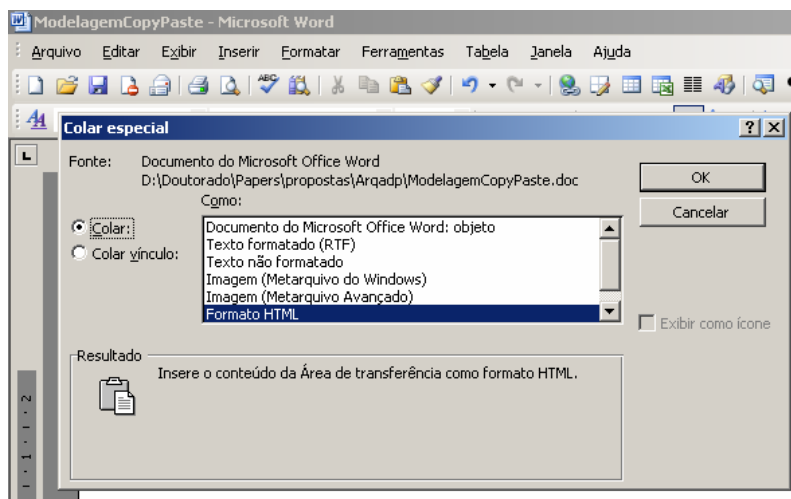 ModelagemCopyPaste - Microsoft Word
Arquivo Editar Exibir Inserir Formatar Ferramentas Tabela Janela Ajuda
Colar especial
Fonte: Documento do Microsoft Office Word
D:\Doutorado\Papers\propostas\Arqadp\ModelagemCopyPaste.doc
OK
Como:
Cancelar
Colar:
Documento do Microsoft Office Word: objeto
Colar vínculo:
Texto formatado (RTF)
Texto não formatado
Imagem (Metarquivo do Windows)
Imagem (Metarquivo Avançado)
Formato HTML
Exibir como ícone
Resultado
Insere o conteúdo da Área de transferência como formato HTML.
2
1